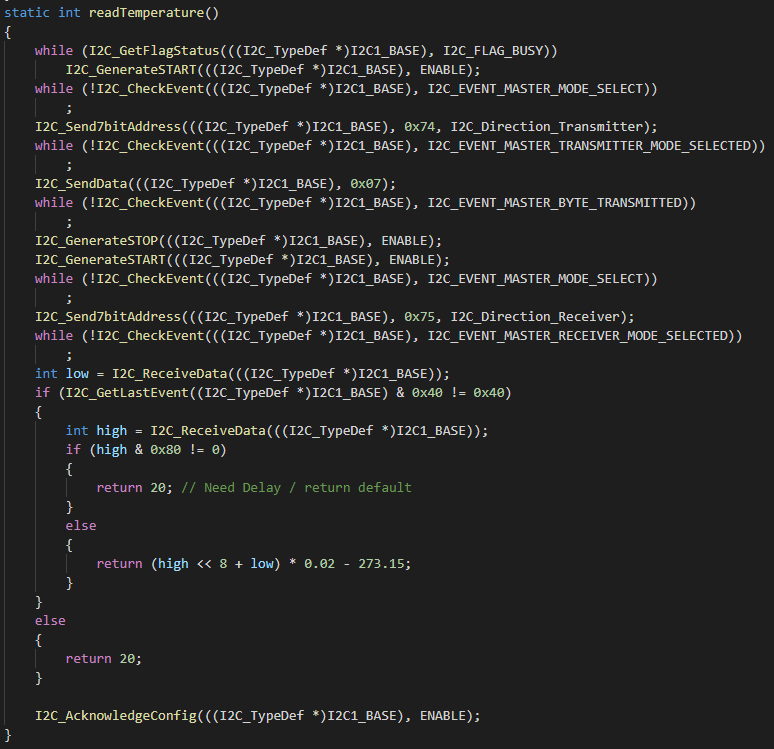 static int readTemperature()
{
    while (I2C_GetFlagStatus(((I2C_TypeDef *)I2C1_BASE), I2C_FLAG_BUSY))
        I2C_GenerateSTART(((I2C_TypeDef *)I2C1_BASE), ENABLE);
    while (!I2C_CheckEvent(((I2C_TypeDef *)I2C1_BASE), I2C_EVENT_MASTER_MODE_SELECT))
        ;
    I2C_Send7bitAddress(((I2C_TypeDef *)I2C1_BASE), 0x74, I2C_Direction_Transmitter);
    while (!I2C_CheckEvent(((I2C_TypeDef *)I2C1_BASE), I2C_EVENT_MASTER_TRANSMITTER_MODE_SELECTED))
        ;
    I2C_SendData(((I2C_TypeDef *)I2C1_BASE), 0x07);
    while (!I2C_CheckEvent(((I2C_TypeDef *)I2C1_BASE), I2C_EVENT_MASTER_BYTE_TRANSMITTED))
        ;
    I2C_GenerateSTOP(((I2C_TypeDef *)I2C1_BASE), ENABLE);
    I2C_GenerateSTART(((I2C_TypeDef *)I2C1_BASE), ENABLE);
    while (!I2C_CheckEvent(((I2C_TypeDef *)I2C1_BASE), I2C_EVENT_MASTER_MODE_SELECT))
        ;
    I2C_Send7bitAddress(((I2C_TypeDef *)I2C1_BASE), 0x75, I2C_Direction_Receiver);
    while (!I2C_CheckEvent(((I2C_TypeDef *)I2C1_BASE), I2C_EVENT_MASTER_RECEIVER_MODE_SELECTED))
        ;
    int low = I2C_ReceiveData(((I2C_TypeDef *)I2C1_BASE));
    if (I2C_GetLastEvent((I2C_TypeDef *)I2C1_BASE) & 0x40 != 0x40)
    {
        int high = I2C_ReceiveData(((I2C_TypeDef *)I2C1_BASE));
        if (high & 0x80 != 0)
        {
            return 20; // Need Delay / return default
        }
        else
        {
            return (high << 8 + low) * 0.02 - 273.15;
        }
    }
    else
    {
        return 20;
    }

    I2C_AcknowledgeConfig(((I2C_TypeDef *)I2C1_BASE), ENABLE);
}